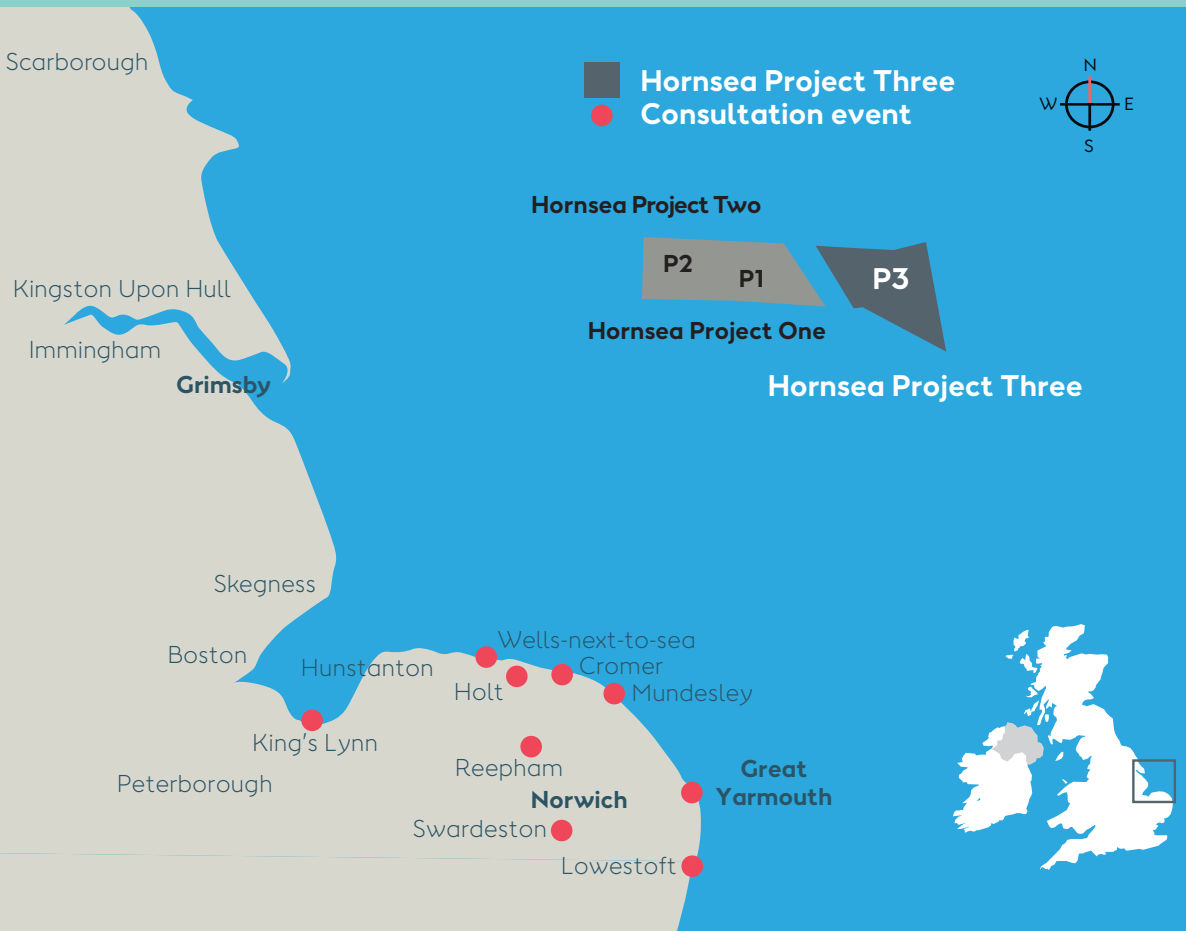 Scarborough
Hornsea Project Three
Consultation event
N
W
E
S
Hornsea Project Two
P2
P1
P3
Hornsea Project One
Hornsea Project Three
Kingston Upon Hull
Immingham
Grimsby
Skegness
Boston
Hunstanton
Wells-next-to-sea
Cromer
Holt
Mundesley
King's Lynn
Reepham
Peterborough
Great
Yarmouth
Norwich
Swardeston
Lowestoft